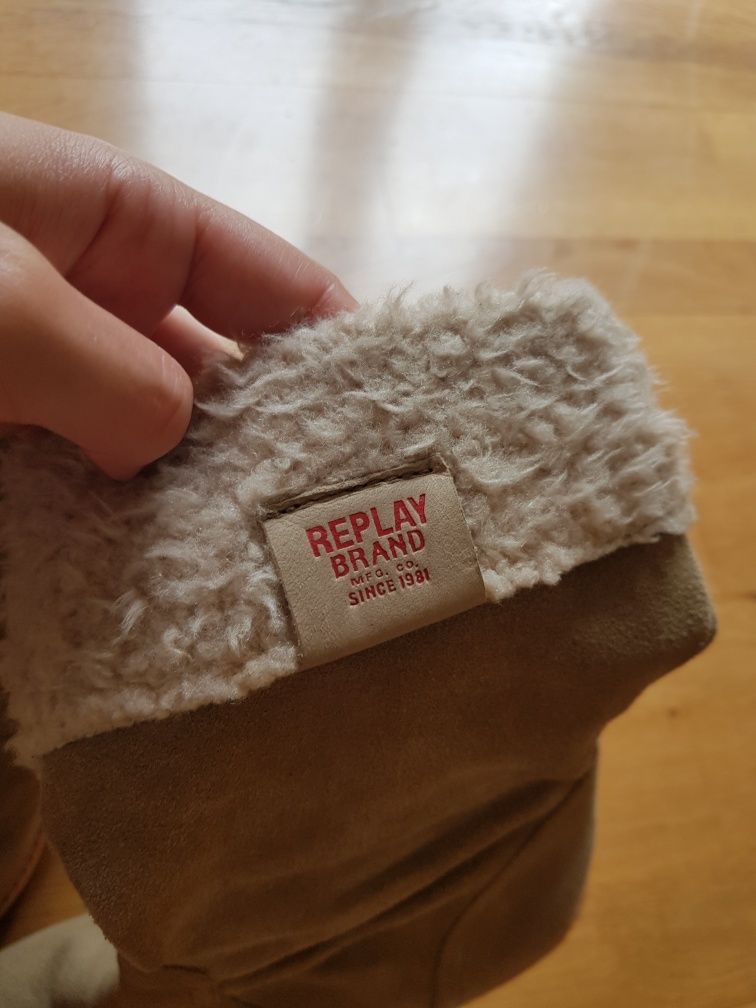 REPLAY
BRAND
MFG. CO.
SINCE 1981